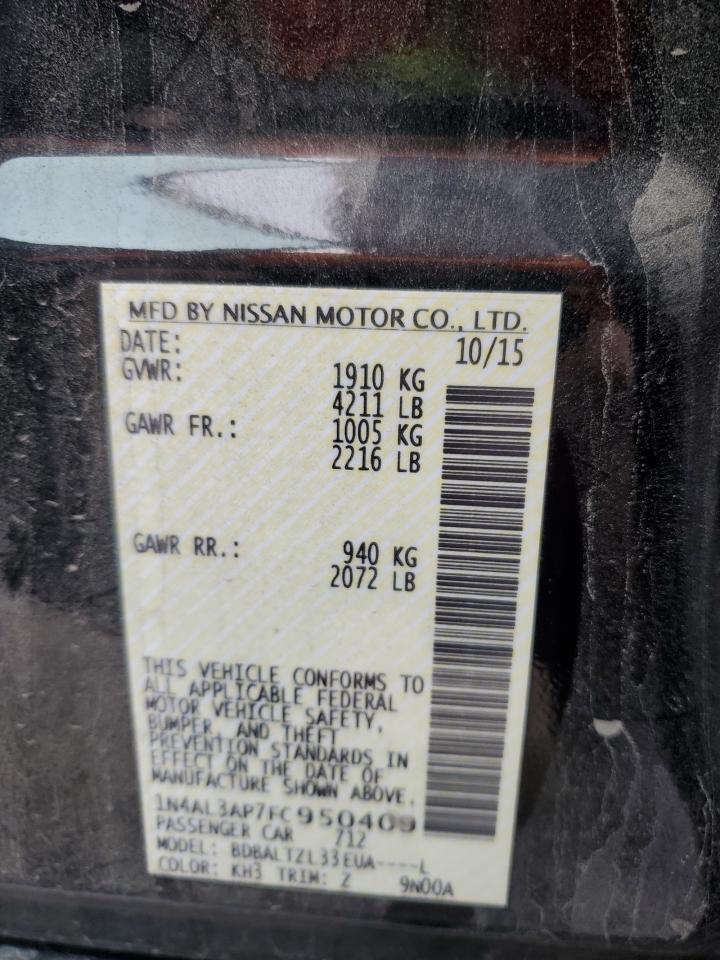 MFD BY NISSAN MOTOR CO., LTD.
DATE: 10/15
GVWR: 1910 KG
4211 LB
GAWR FR.: 1005 KG
2216 LB
GAWR RR.: 940 KG
2072 LB
THIS VEHICLE CONFORMS TO
ALL APPLICABLE FEDERAL
MOTOR VEHICLE SAFETY,
BUMPER, AND THEFT
PREVENTION STANDARDS IN
EFFECT ON THE DATE OF
MANUFACTURE SHOWN ABOVE.
1N4AL3AP7FC950409
PASSENGER CAR 712
MODEL: BDBALTZL33EUA----L
COLOR: KH3 TRIM: Z 9N00A